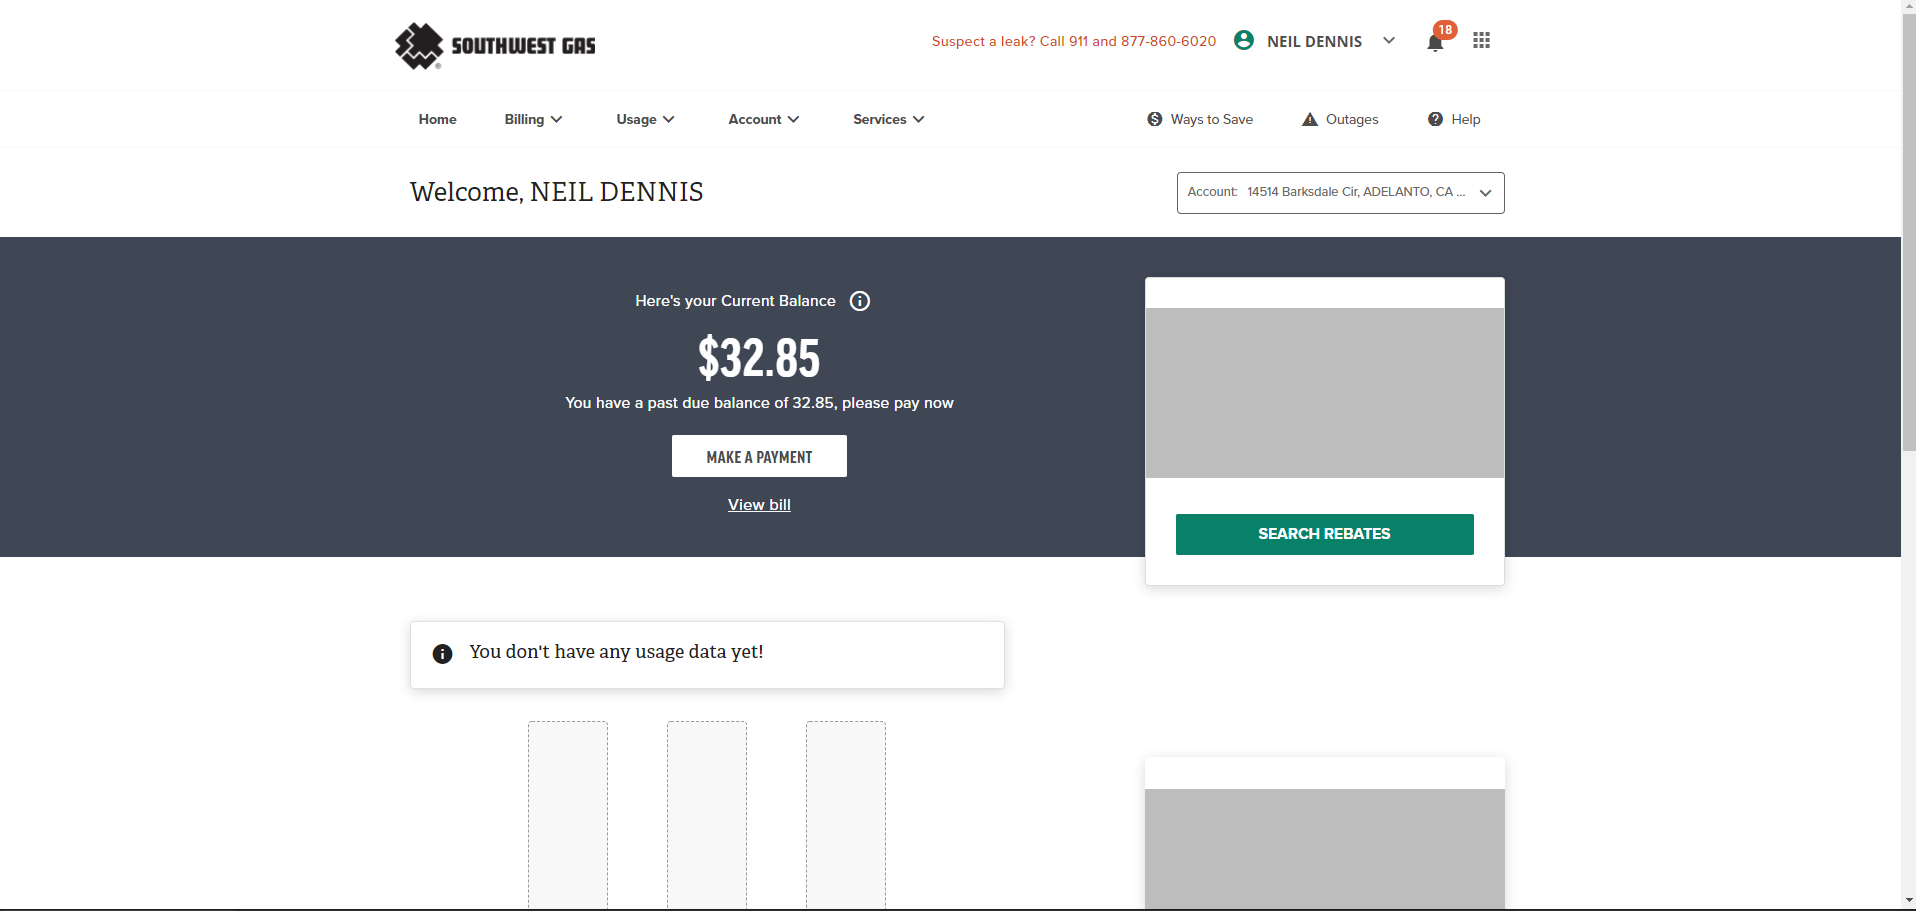 SOUTHWEST GAS
®
Suspect a leak? Call 911 and 877-860-6020
NEIL DENNIS
18
Home
Billing
Usage
Account
Services
Ways to Save
Outages
Help
Welcome, NEIL DENNIS
Account: 14514 Barksdale Cir, ADELANTO, CA ...
Here's your Current Balance
$32.85
You have a past due balance of 32.85, please pay now
MAKE A PAYMENT
View bill
SEARCH REBATES
You don't have any usage data yet!